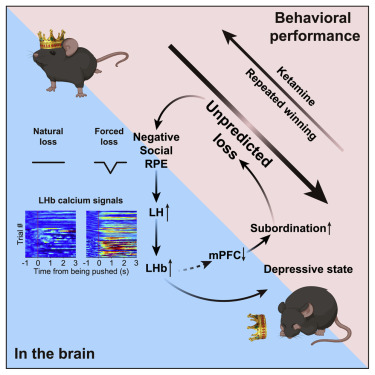 Behavioral
performance
Ketamine
Repeated winning
Unpredicted
loss
Natural
loss
Forced
loss
Negative
Social
RPE
LH↑
LHb↑
mPFC↓
Subordination↑
Depressive state
LHb calcium signals
Trial #
-1 0 1 2 3 -1 0 1 2 3
Time from being pushed (s)
In the brain